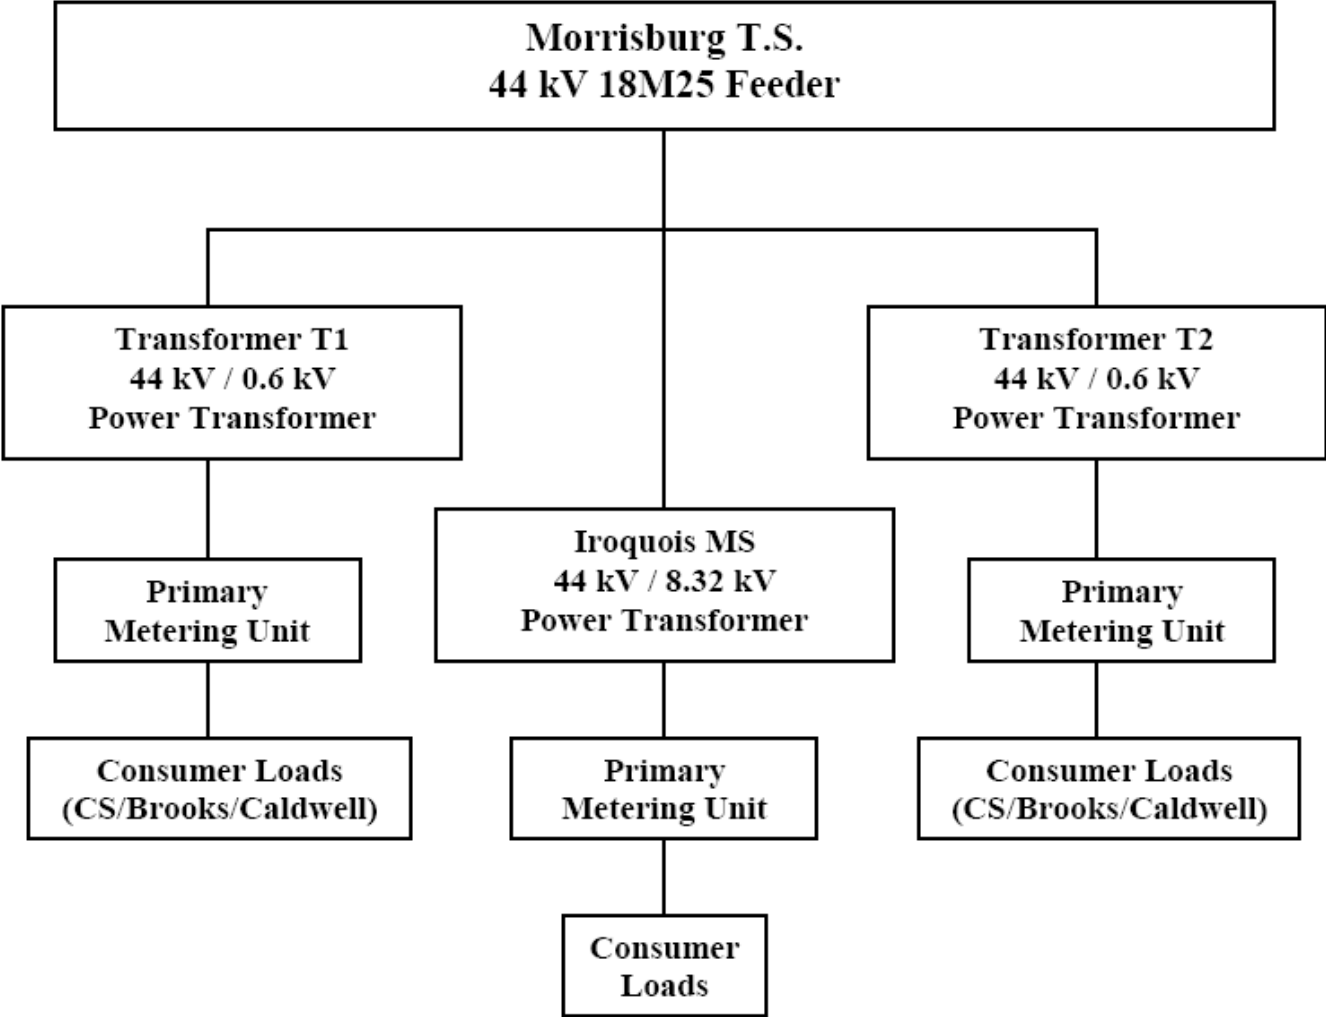 Morrisburg T.S.
44 kV 18M25 Feeder
Transformer T1
44 kV / 0.6 kV
Power Transformer
Transformer T2
44 kV / 0.6 kV
Power Transformer
Iroquois MS
44 kV / 8.32 kV
Power Transformer
Primary
Metering Unit
Primary
Metering Unit
Consumer Loads
(CS/Brooks/Caldwell)
Primary
Metering Unit
Consumer Loads
(CS/Brooks/Caldwell)
Consumer
Loads